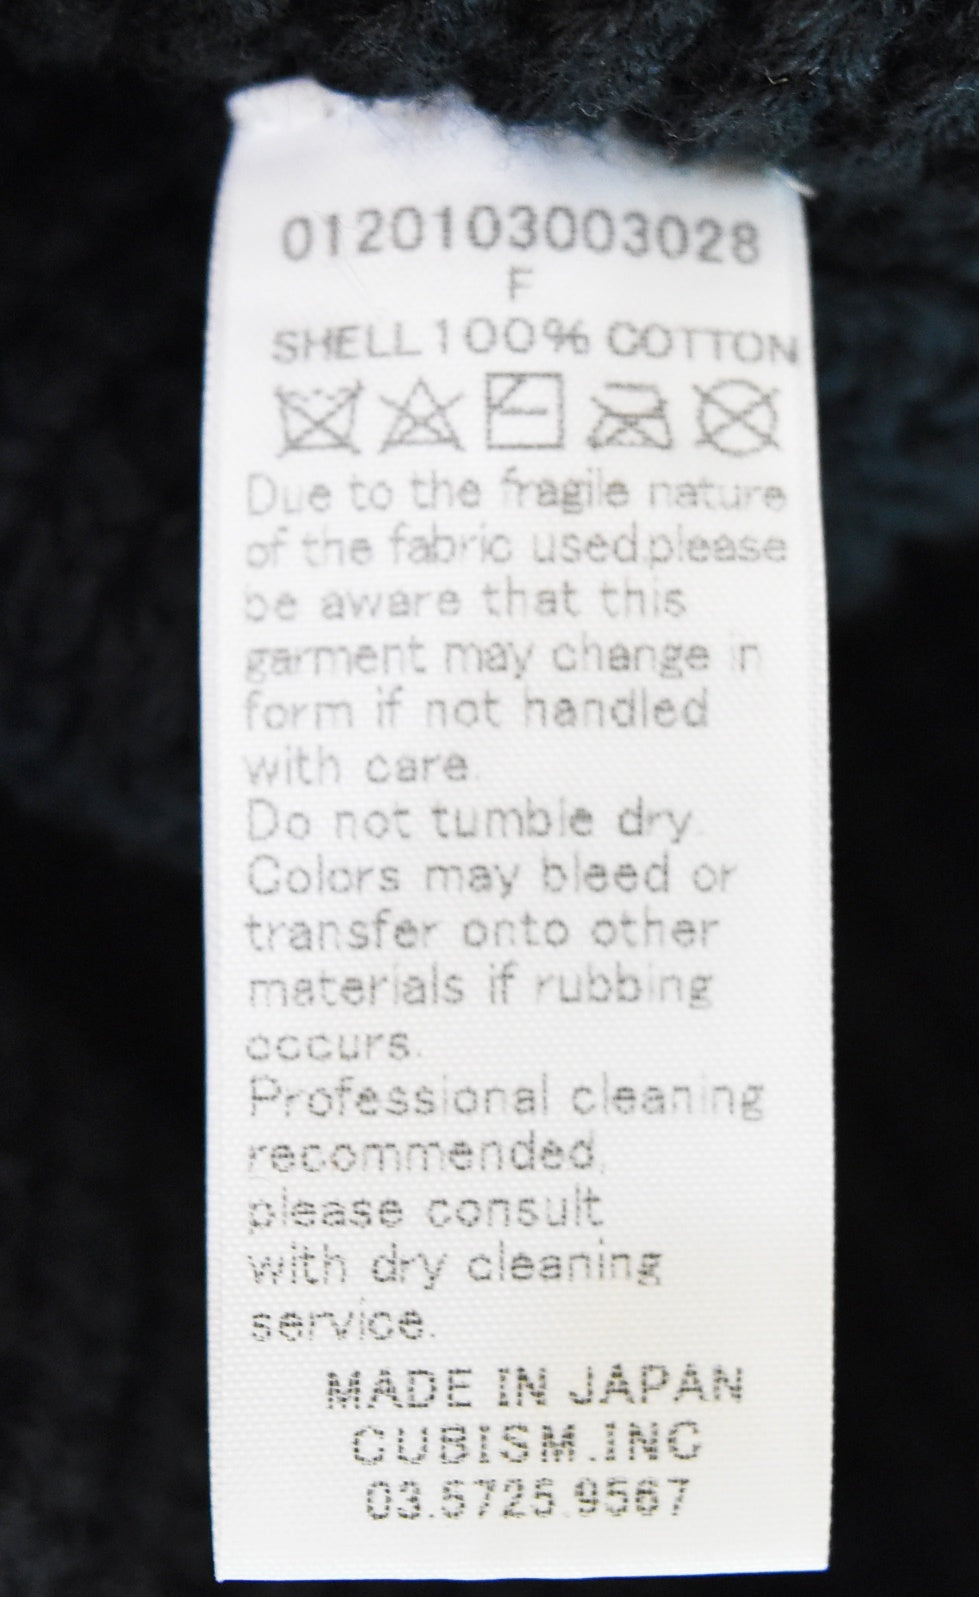 0120103003028
F
SHELL 100% COTTON
Due to the fragile nature
of the fabric used,please
be aware that this
garment may change in
form if not handled
with care.
Do not tumble dry.
Colors may bleed or
transfer onto other
materials if rubbing
occurs.
Professional cleaning
recommended,
please consult
with dry cleaning
service.
MADE IN JAPAN
CUBISM.INC
03.5725.9567